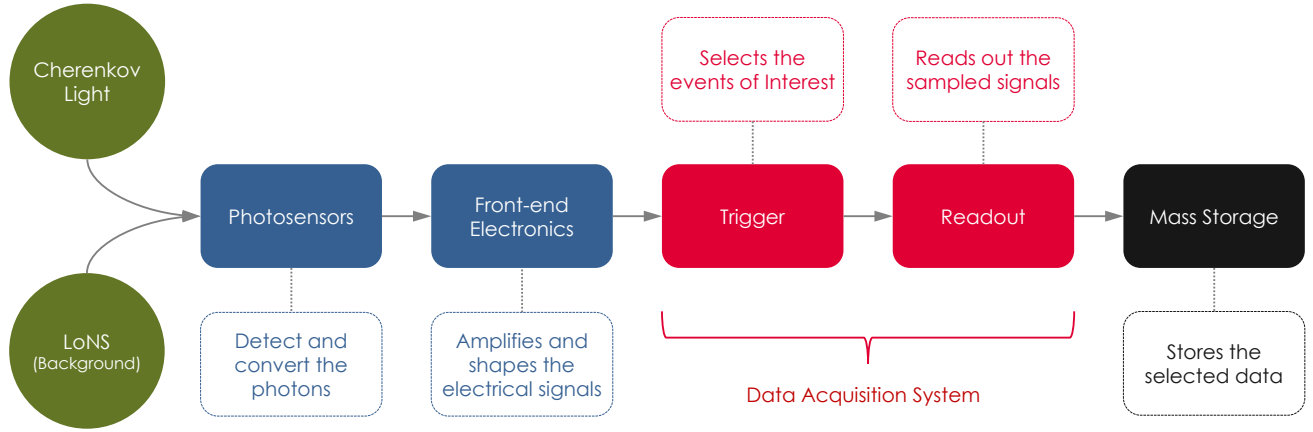 Cherenkov
Light
LoNS
(Background)
Photosensors
Detect and
convert the
photons
Front-end
Electronics
Amplifies and
shapes the
electrical signals
Selects the
events of Interest
Trigger
Reads out the
sampled signals
Readout
Data Acquisition System
Mass Storage
Stores the
selected data